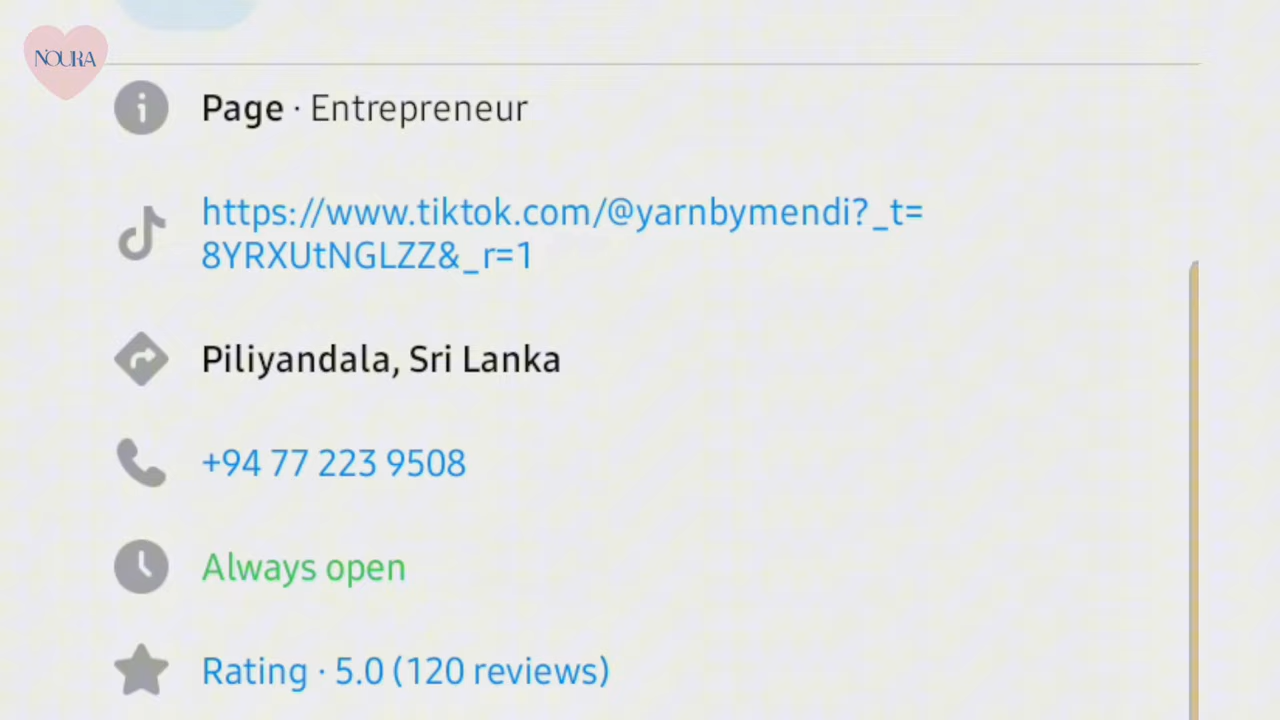 NOURA
Page · Entrepreneur
https://www.tiktok.com/@yarnbymendi?_t=
8YRXUtNGLZZ&_r=1
Piliyandala, Sri Lanka
+94 77 223 9508
Always open
Rating · 5.0 (120 reviews)